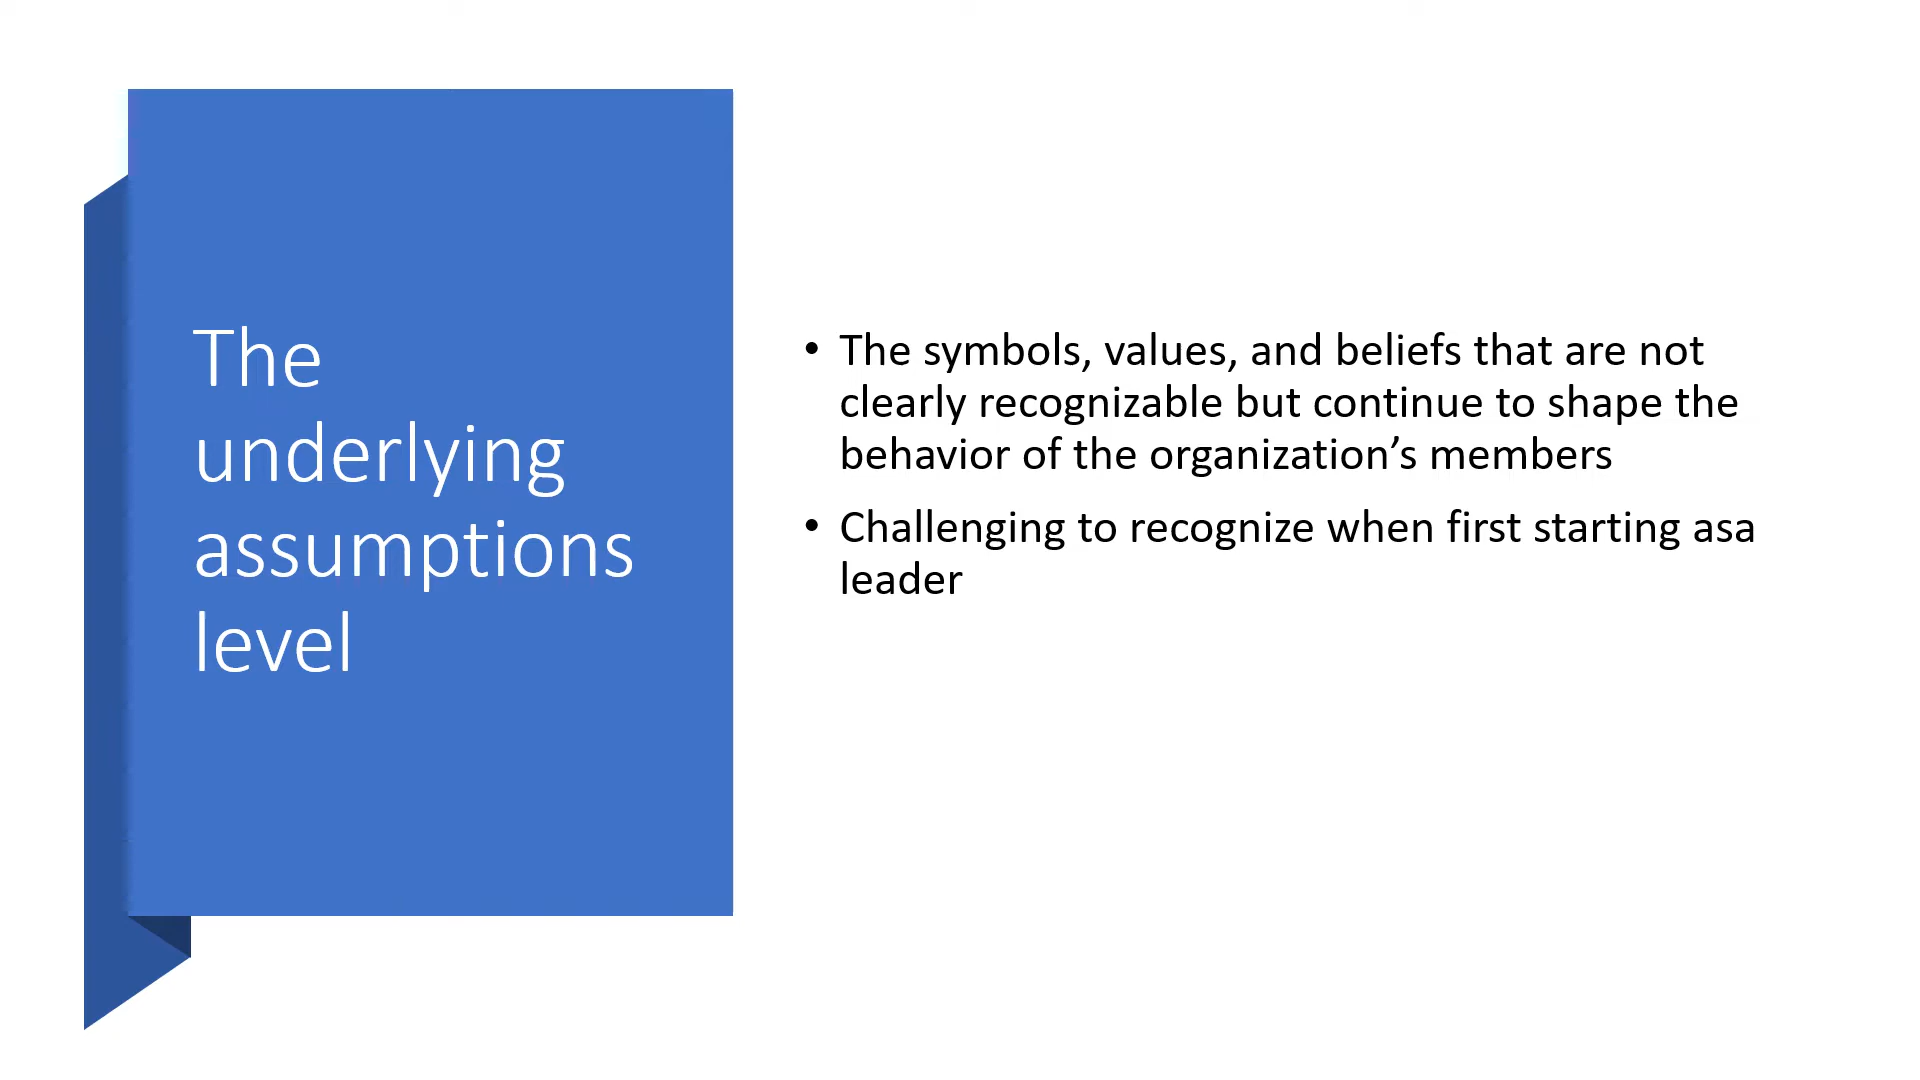 The
underlying
assumptions
level
• The symbols, values, and beliefs that are not
clearly recognizable but continue to shape the
behavior of the organization’s members
• Challenging to recognize when first starting asa
leader